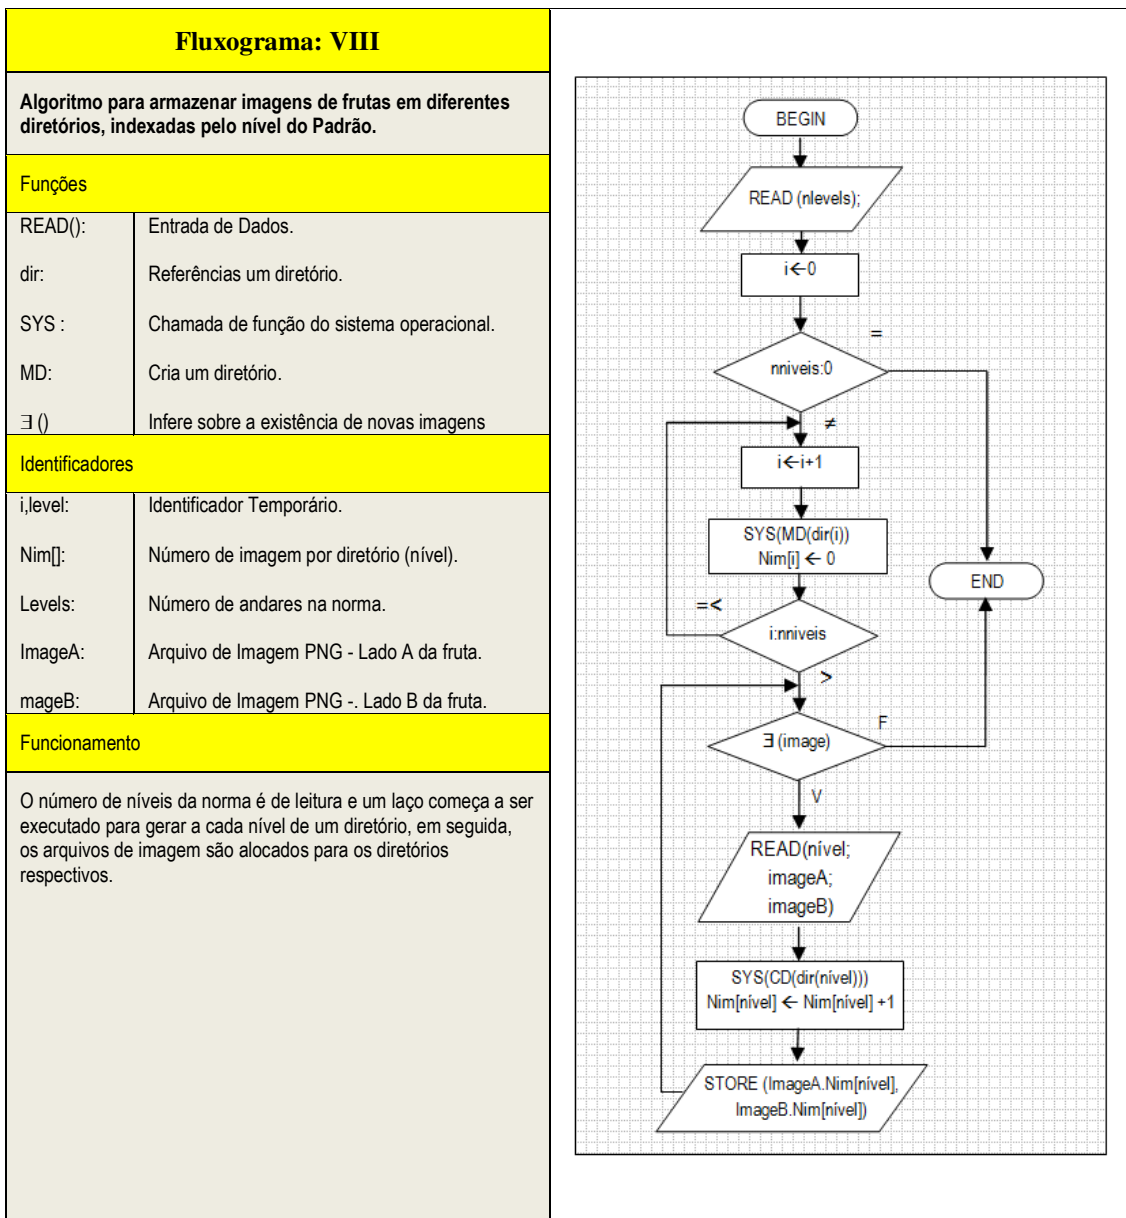 Fluxograma: VIII
Algoritmo para armazenar imagens de frutas em diferentes
diretórios, indexadas pelo nível do Padrão.
Funções
READ(): Entrada de Dados.
dir: Referências um diretório.
SYS : Chamada de função do sistema operacional.
MD: Cria um diretório.
∃ () Infere sobre a existência de novas imagens
Identificadores
i,level: Identificador Temporário.
Nim[]: Número de imagem por diretório (nível).
Levels: Número de andares na norma.
ImageA: Arquivo de Imagem PNG - Lado A da fruta.
mageB: Arquivo de Imagem PNG -. Lado B da fruta.
Funcionamento
O número de níveis da norma é de leitura e um laço começa a ser
executado para gerar a cada nível de um diretório, em seguida,
os arquivos de imagem são alocados para os diretórios
respectivos.
BEGIN
READ (nlevels);
i←0
=
nniveis:0
≠
i←i+1
SYS(MD(dir(i))
Nim[i] ← 0
END
=<
i:nniveis
>
∃ (image)
F
V
READ(nível;
imageA;
imageB)
SYS(CD(dir(nível)))
Nim[nível] ← Nim[nível] +1
STORE (ImageA.Nim[nível],
ImageB.Nim[nível])